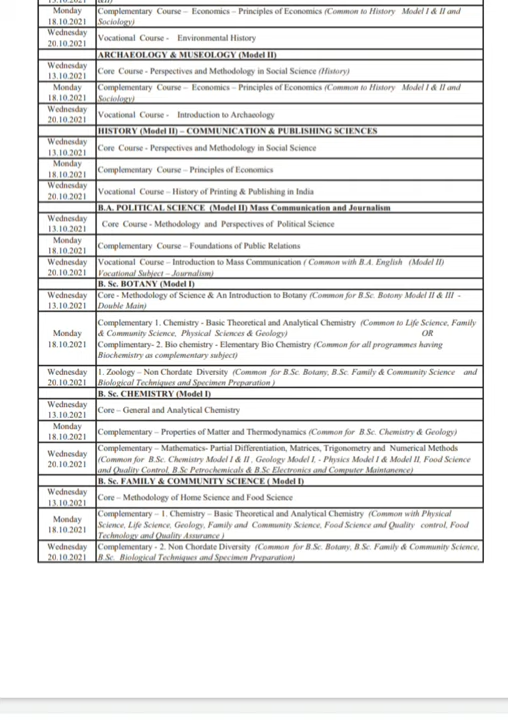 Monday
18.10.2021
Complementary Course – Economics – Principles of Economics (Common to History Model I & II and
Sociology)
Wednesday
20.10.2021
Vocational Course - Environmental History
ARCHAEOLOGY & MUSEOLOGY (Model II)
Wednesday
13.10.2021
Core Course - Perspectives and Methodology in Social Science (History)
Monday
18.10.2021
Complementary Course – Economics – Principles of Economics (Common to History Model I & II and
Sociology)
Wednesday
20.10.2021
Vocational Course - Introduction to Archaeology
HISTORY (Model II) – COMMUNICATION & PUBLISHING SCIENCES
Wednesday
13.10.2021
Core Course - Perspectives and Methodology in Social Science
Monday
18.10.2021
Complementary Course – Principles of Economics
Wednesday
20.10.2021
Vocational Course – History of Printing & Publishing in India
B.A. POLITICAL SCIENCE (Model II) Mass Communication and Journalism
Wednesday
13.10.2021
Core Course - Methodology and Perspectives of Political Science
Monday
18.10.2021
Complementary Course – Foundations of Public Relations
Wednesday
20.10.2021
Vocational Course – Introduction to Mass Communication ( Common with B.A. English (Model II)
Vocational Subject – Journalism)
B. Sc. BOTANY (Model I)
Wednesday
13.10.2021
Core - Methodology of Science & An Introduction to Botany (Common for B.Sc. Botony Model II & III -
Double Main)
Monday
18.10.2021
Complementary 1. Chemistry - Basic Theoretical and Analytical Chemistry (Common to Life Science, Family
& Community Science, Physical Sciences & Geology) OR
Complimentary- 2. Bio chemistry - Elementary Bio Chemistry (Common for all programmes having
Biochemistry as complementary subject)
Wednesday
20.10.2021
1. Zoology – Non Chordate Diversity (Common for B.Sc. Botany, B.Sc. Family & Community Science and
Biological Techniques and Specimen Preparation )
B. Sc. CHEMISTRY (Model I)
Wednesday
13.10.2021
Core – General and Analytical Chemistry
Monday
18.10.2021
Complementary – Properties of Matter and Thermodynamics (Common for B.Sc. Chemistry & Geology)
Wednesday
20.10.2021
Complementary – Mathematics- Partial Differentiation, Matrices, Trigonometry and Numerical Methods
(Common for B.Sc. Chemistry Model I & II , Geology Model I, - Physics Model I & Model II, Food Science
and Quality Control, B.Sc Petrochemicals & B.Sc Electronics and Computer Maintanence)
B. Sc. FAMILY & COMMUNITY SCIENCE ( Model I)
Wednesday
13.10.2021
Core – Methodology of Home Science and Food Science
Monday
18.10.2021
Complementary – 1. Chemistry – Basic Theoretical and Analytical Chemistry (Common with Physical
Science, Life Science, Geology, Family and Community Science, Food Science and Quality control, Food
Technology and Quality Assurance )
Wednesday
20.10.2021
Complementary - 2. Non Chordate Diversity (Common for B.Sc. Botany, B.Sc. Family & Community Science,
B.Sc. Biological Techniques and Specimen Preparation)